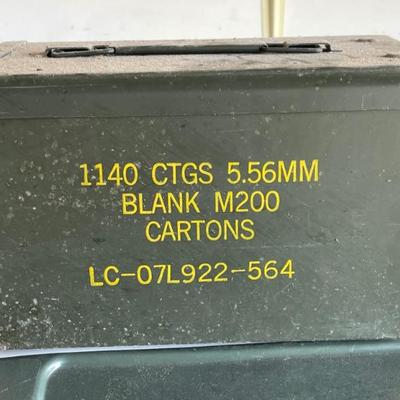 1140 CTGS 5.56MM
BLANK M200
CARTONS
LC-07L922-564